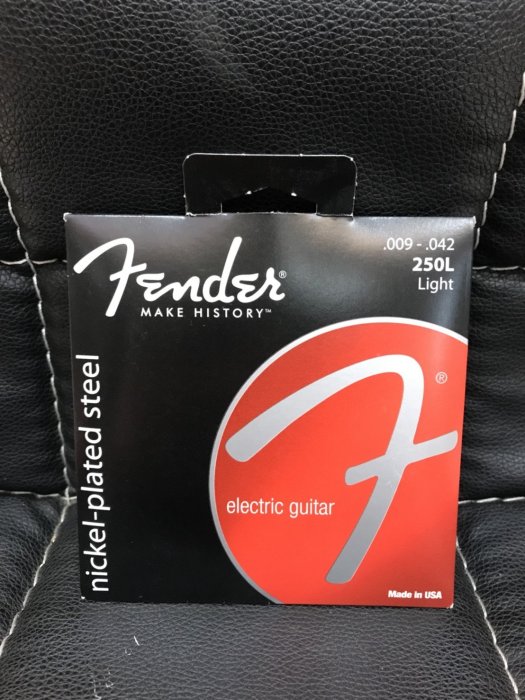 .009 - .042
250L
Light
Fender®
MAKE HISTORY™
nickel-plated steel
F®
electric guitar
Made in USA